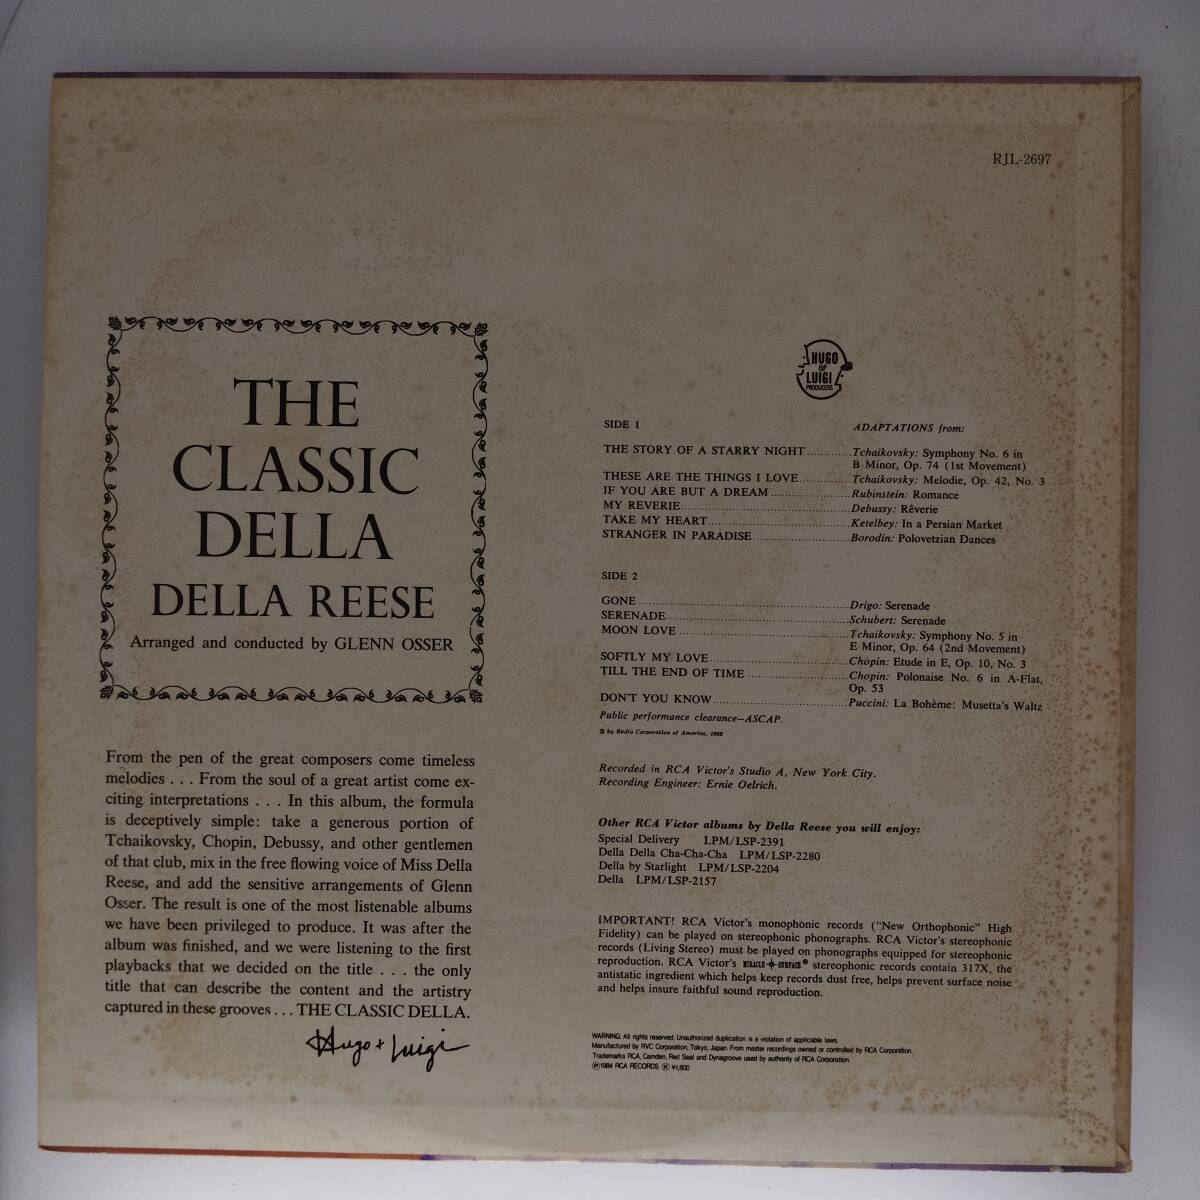 RJL-2697
THE
CLASSIC
DELLA
DELLA REESE
Arranged and conducted by GLENN OSSER
From the pen of the great composers come timeless
melodies . . . From the soul of a great artist come ex-
citing interpretations . . . In this album, the formula
is deceptively simple: take a generous portion of
Tchaikovsky, Chopin, Debussy, and other gentlemen
of that club, mix in the free flowing voice of Miss Della
Reese, and add the sensitive arrangements of Glenn
Osser. The result is one of the most listenable albums
we have been privileged to produce. It was after the
album was finished, and we were listening to the first
playbacks that we decided on the title . . . the only
title that can describe the content and the artistry
captured in these grooves . . . THE CLASSIC DELLA.
Hugo + Luigi
HUGO
&
LUIGI
PRODUCERS
SIDE 1 ADAPTATIONS from:
THE STORY OF A STARRY NIGHT............Tchaikovsky: Symphony No. 6 in
B Minor, Op. 74 (1st Movement)
THESE ARE THE THINGS I LOVE............Tchaikovsky: Melodie, Op. 42, No. 3
IF YOU ARE BUT A DREAM....................Rubinstein: Romance
MY REVERIE..........................................Debussy: Rêverie
TAKE MY HEART...................................Ketelbey: In a Persian Market
STRANGER IN PARADISE........................Borodin: Polovetzian Dances
SIDE 2
GONE....................................................Drigo: Serenade
SERENADE.............................................Schubert: Serenade
MOON LOVE..........................................Tchaikovsky: Symphony No. 5 in
E Minor, Op. 64 (2nd Movement)
SOFTLY MY LOVE...................................Chopin: Etude in E, Op. 10, No. 3
TILL THE END OF TIME..........................Chopin: Polonaise No. 6 in A-Flat,
Op. 53
DON'T YOU KNOW..................................Puccini: La Bohème: Musetta's Waltz
Public performance clearance—ASCAP.
© by Radio Corporation of America, 1962
Recorded in RCA Victor's Studio A, New York City.
Recording Engineer: Ernie Oelrich.
Other RCA Victor albums by Della Reese you will enjoy:
Special Delivery LPM/LSP-2391
Della Della Cha-Cha-Cha LPM/LSP-2280
Della by Starlight LPM/LSP-2204
Della LPM/LSP-2157
IMPORTANT! RCA Victor's monophonic records ("New Orthophonic" High
Fidelity) can be played on stereophonic phonographs. RCA Victor's stereophonic
records (Living Stereo) must be played on phonographs equipped for stereophonic
reproduction. RCA Victor's MIRACLE SURFACE® stereophonic records contain 317X, the
antistatic ingredient which helps keep records dust free, helps prevent surface noise
and helps insure faithful sound reproduction.
WARNING: All rights reserved. Unauthorized duplication is a violation of applicable laws.
Manufactured by RVC Corporation, Tokyo, Japan. From master recordings owned or controlled by RCA Corporation.
Trademarks RCA, Camden, Red Seal and Dynagroove used by authority of RCA Corporation.
Ⓟ1984 RCA RECORDS Ⓡ ¥1,800